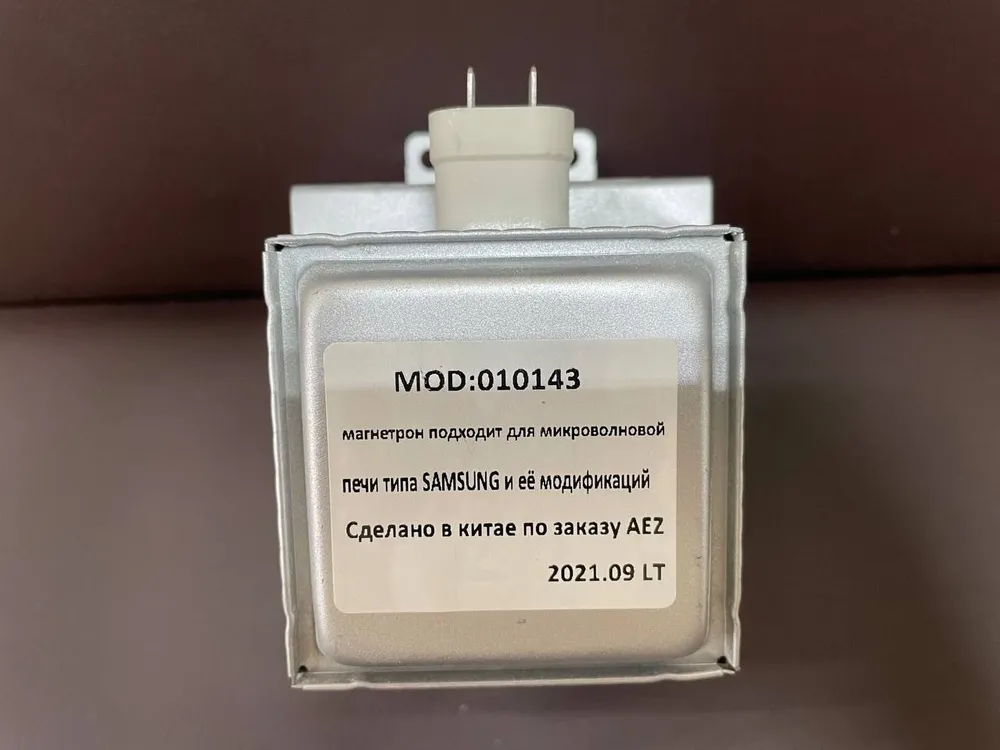 MOD:010143
магнетрон подходит для микроволновой
печи типа SAMSUNG и её модификаций
Сделано в китае по заказу AEZ
2021.09 LT